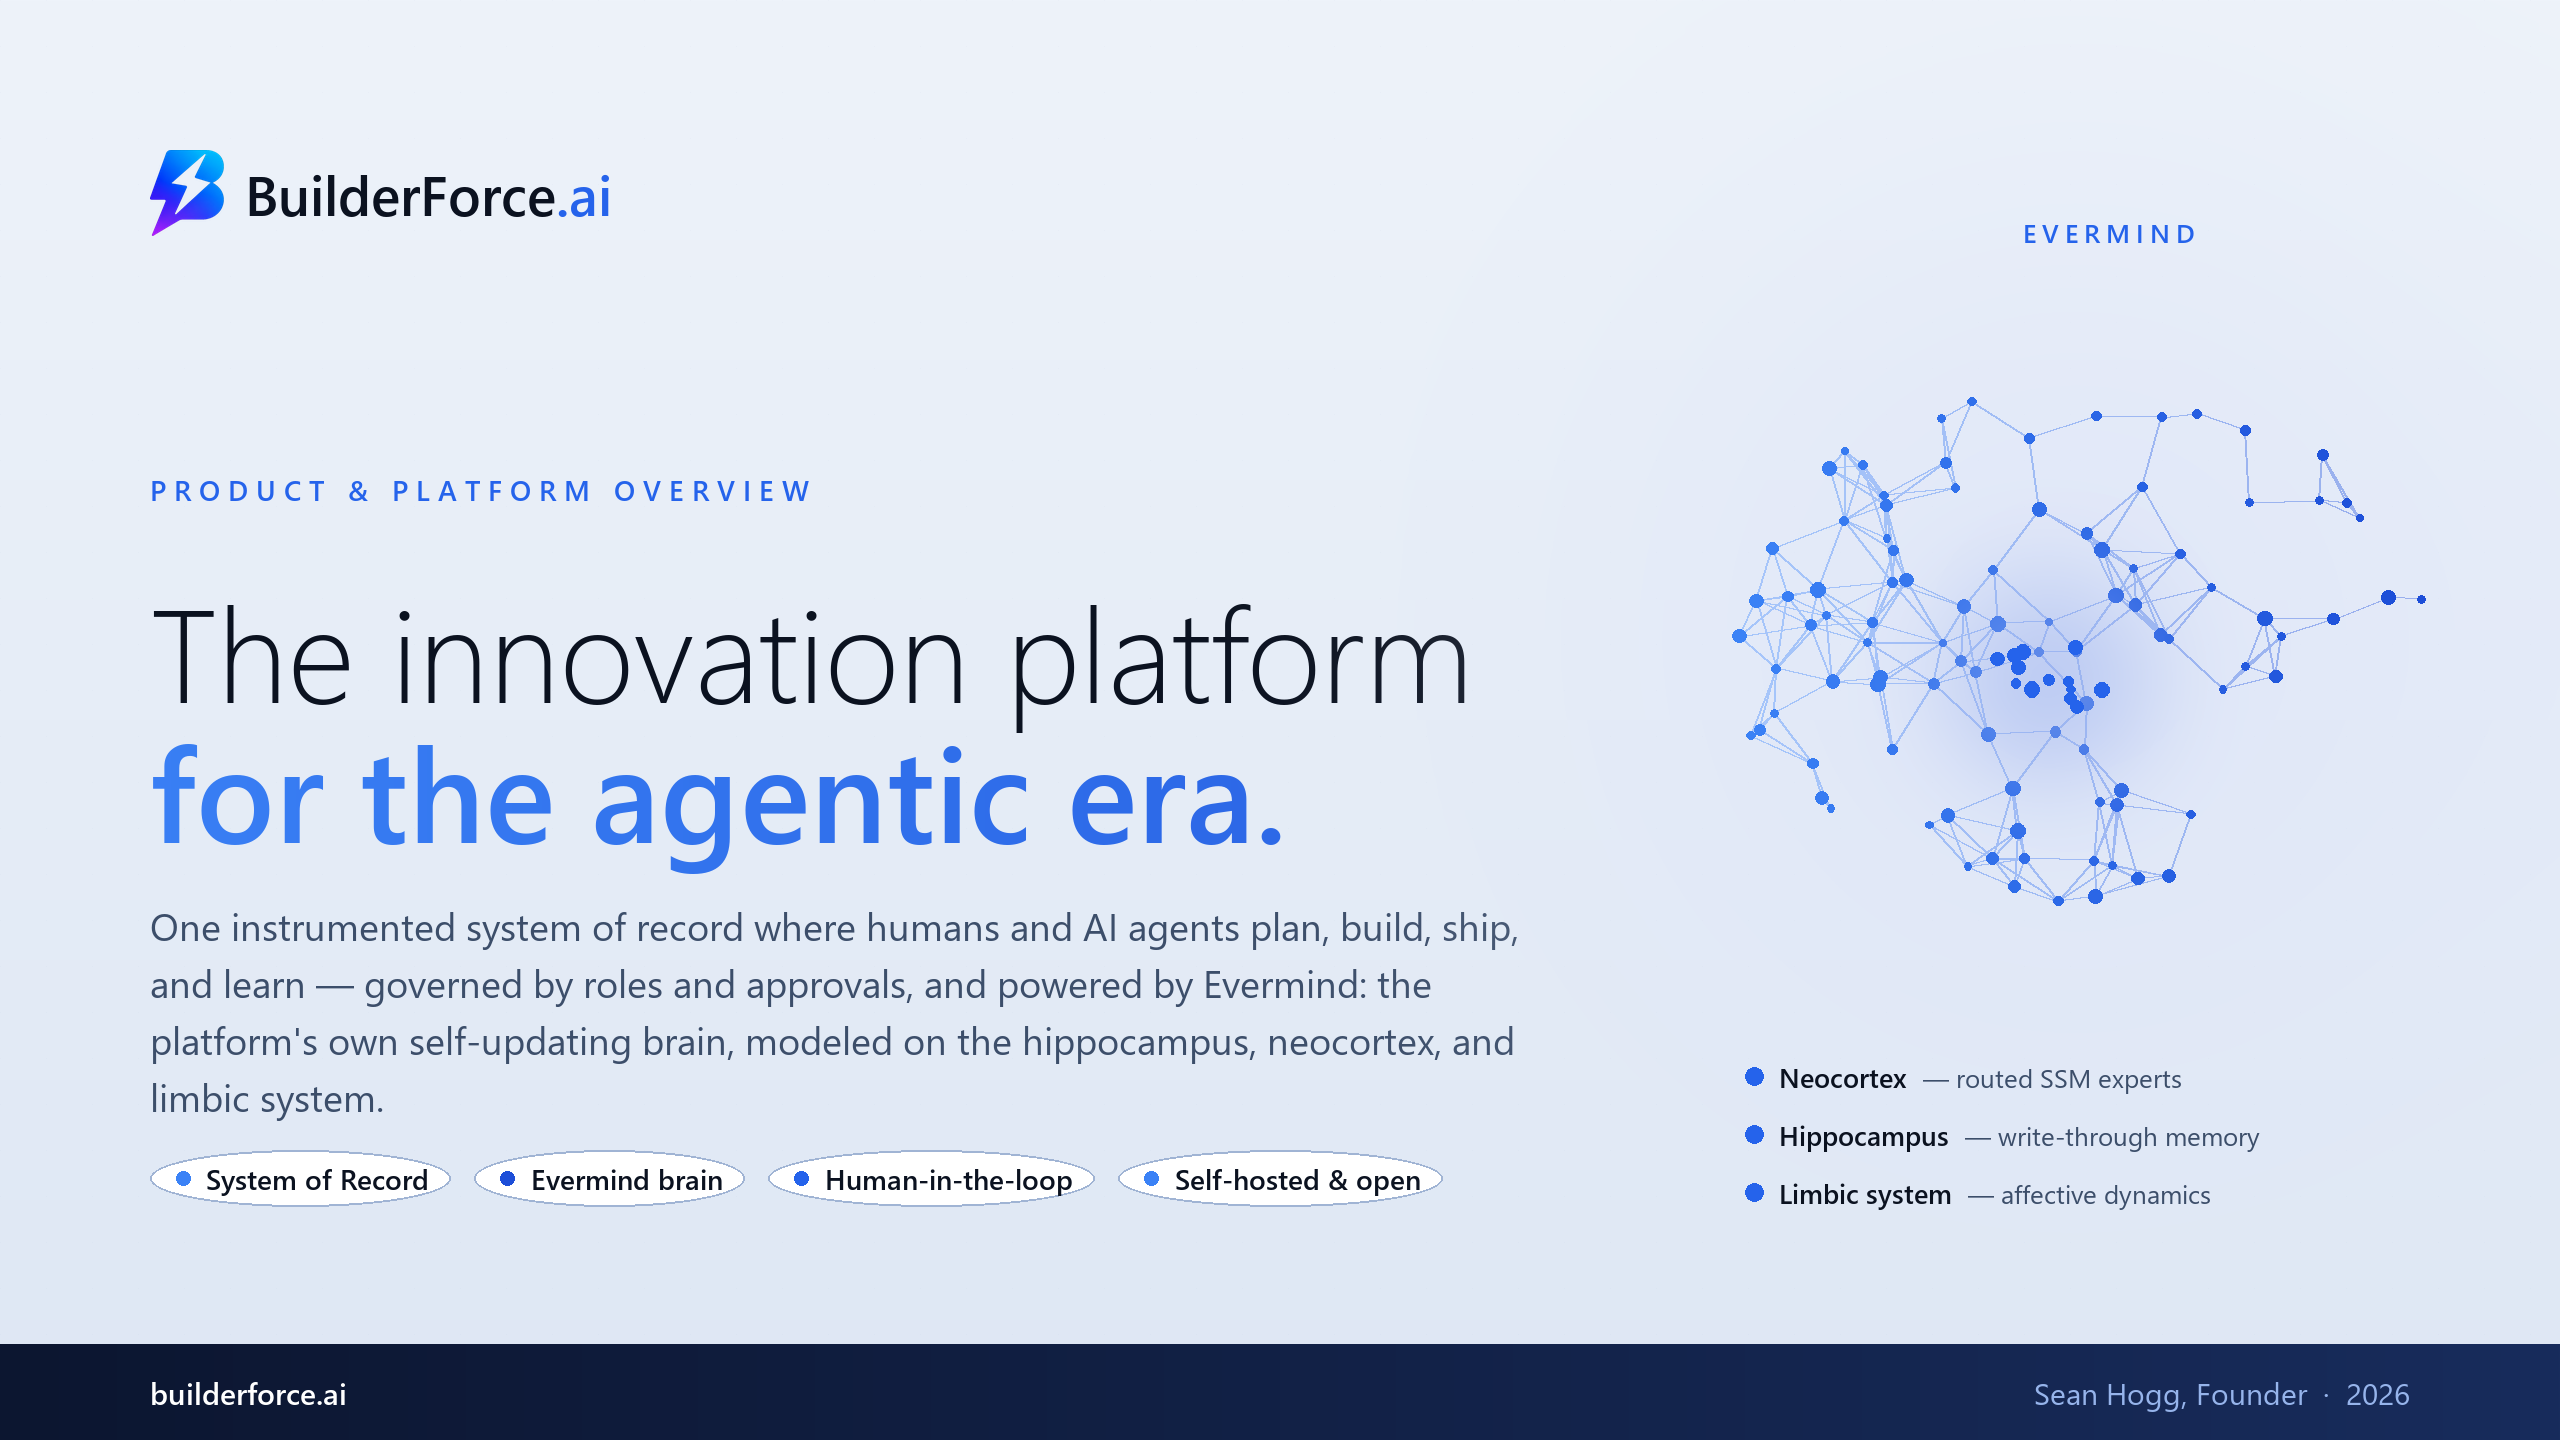 BuilderForce.ai
EVERMIND
PRODUCT & PLATFORM OVERVIEW
The innovation platform
for the agentic era.
One instrumented system of record where humans and AI agents plan, build, ship,
and learn — governed by roles and approvals, and powered by Evermind: the
platform's own self-updating brain, modeled on the hippocampus, neocortex, and
limbic system.
System of Record
Evermind brain
Human-in-the-loop
Self-hosted & open
Neocortex — routed SSM experts
Hippocampus — write-through memory
Limbic system — affective dynamics
builderforce.ai
Sean Hogg, Founder · 2026